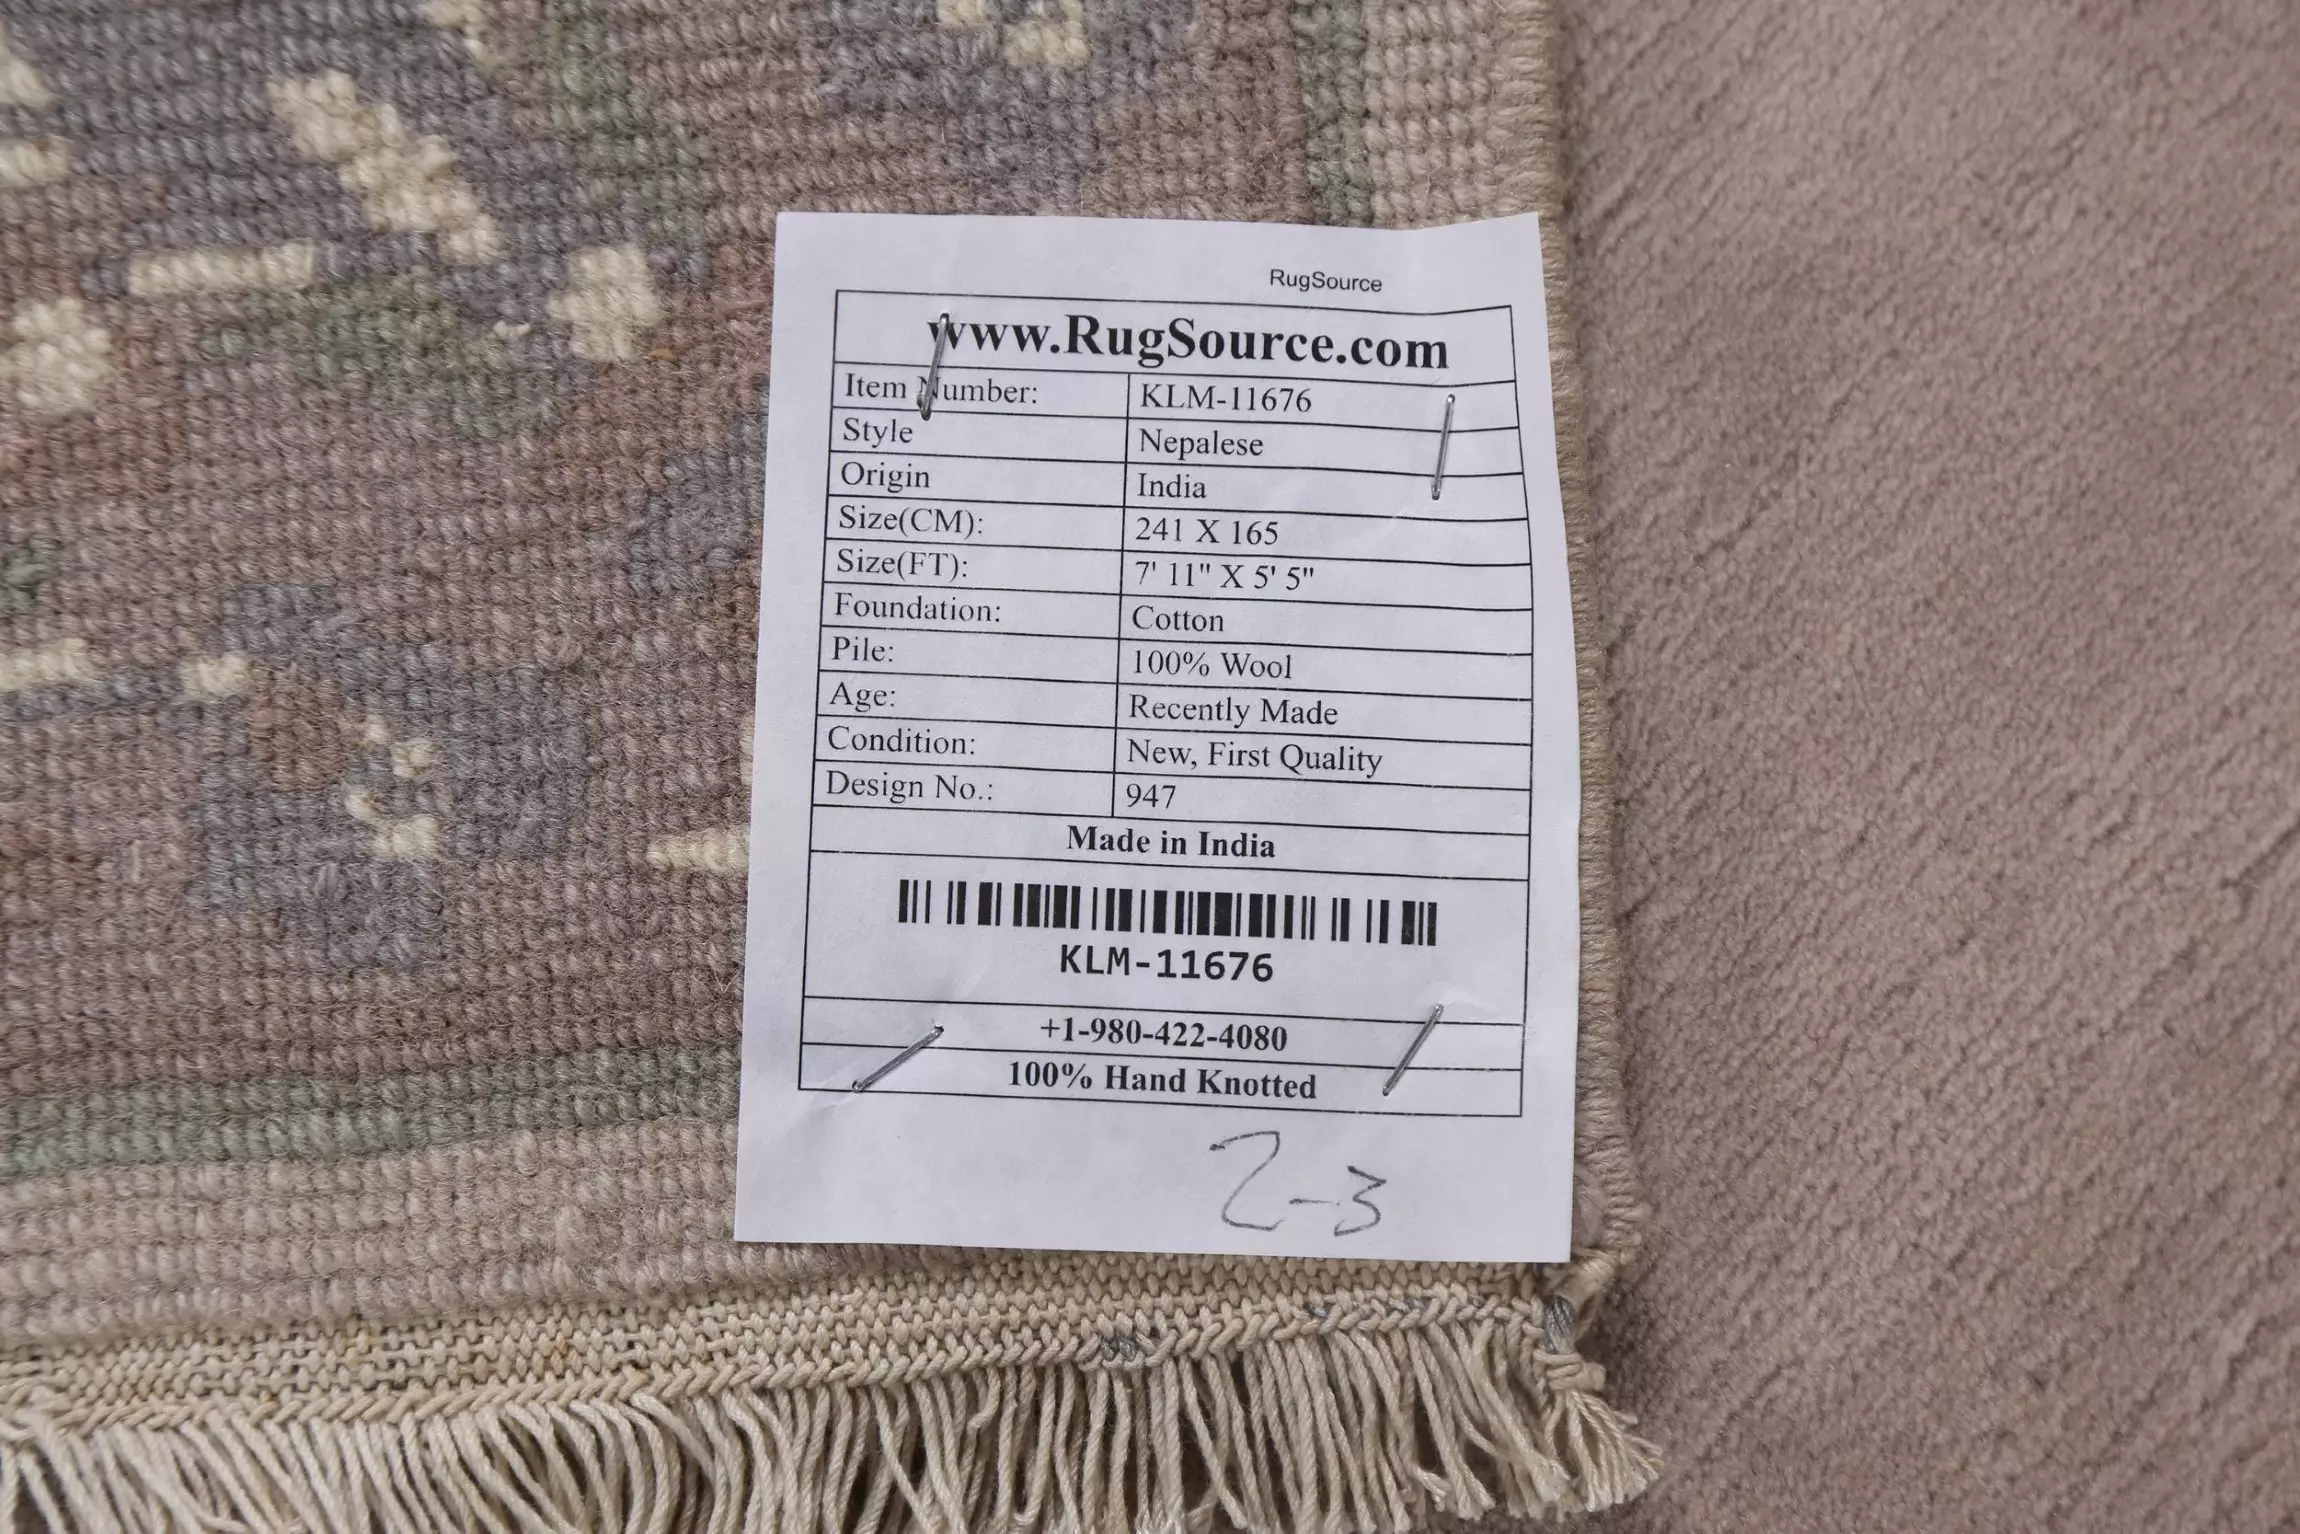 RugSource
www.RugSource.com
Item Number: KLM-11676
Style Nepalese
Origin India
Size(CM): 241 X 165
Size(FT): 7' 11" X 5' 5"
Foundation: Cotton
Pile: 100% Wool
Age: Recently Made
Condition: New, First Quality
Design No.: 947
Made in India
KLM-11676
+1-980-422-4080
100% Hand Knotted
2-3